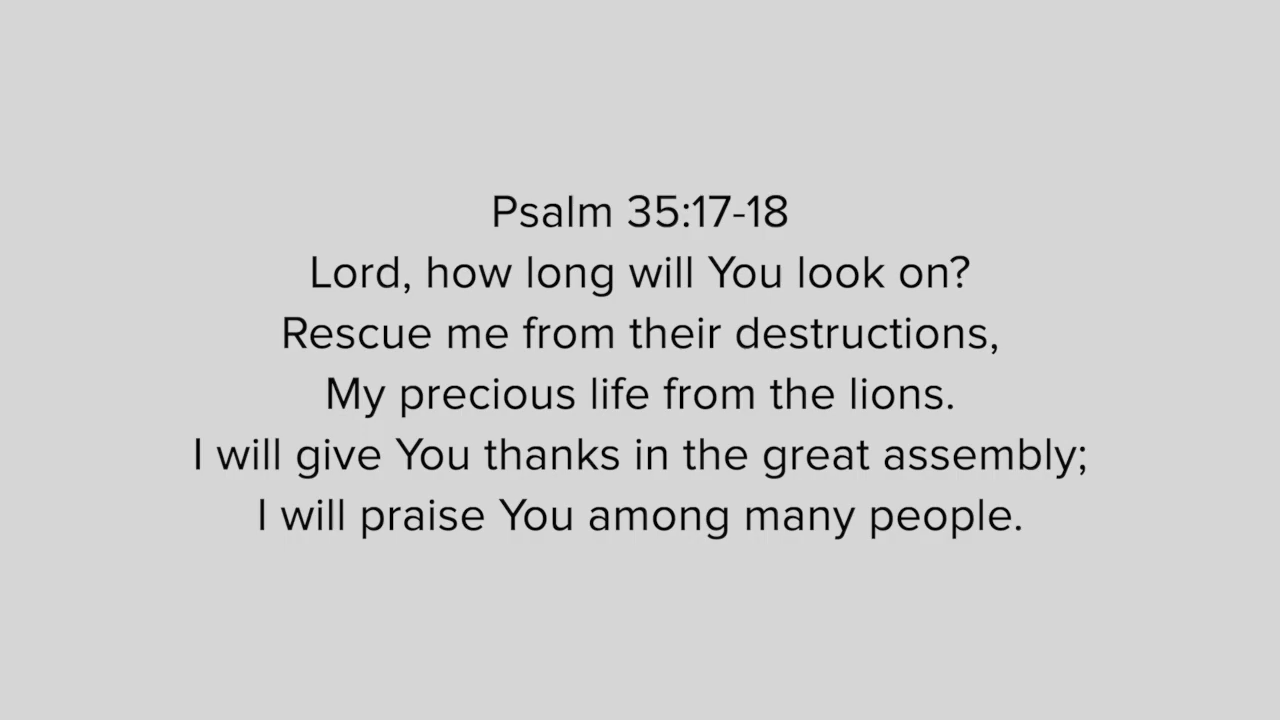 Psalm 35:17-18
Lord, how long will You look on?
Rescue me from their destructions,
My precious life from the lions.
I will give You thanks in the great assembly;
I will praise You among many people.